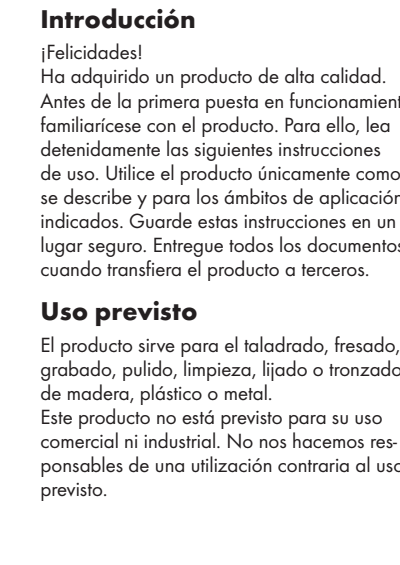 Introducción
¡Felicidades!
Ha adquirido un producto de alta calidad.
Antes de la primera puesta en funcionamient
familiarícese con el producto. Para ello, lea
detenidamente las siguientes instrucciones
de uso. Utilice el producto únicamente como
se describe y para los ámbitos de aplicación
indicados. Guarde estas instrucciones en un
lugar seguro. Entregue todos los documentos
cuando transfiera el producto a terceros.
Uso previsto
El producto sirve para el taladrado, fresado,
grabado, pulido, limpieza, lijado o tronzado
de madera, plástico o metal.
Este producto no está previsto para su uso
comercial ni industrial. No nos hacemos res-
ponsables de una utilización contraria al uso
previsto.